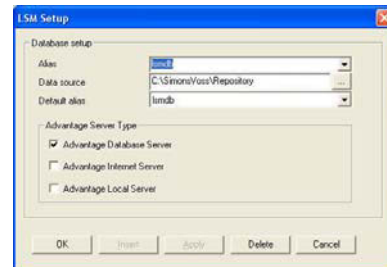 LSM Setup
Database setup
Alias lsmdb
Data source C:\SimonsVoss\Repository ...
Default alias lsmdb
Advantage Server Type
Advantage Database Server
Advantage Internet Server
Advantage Local Server
OK Insert Apply Delete Cancel